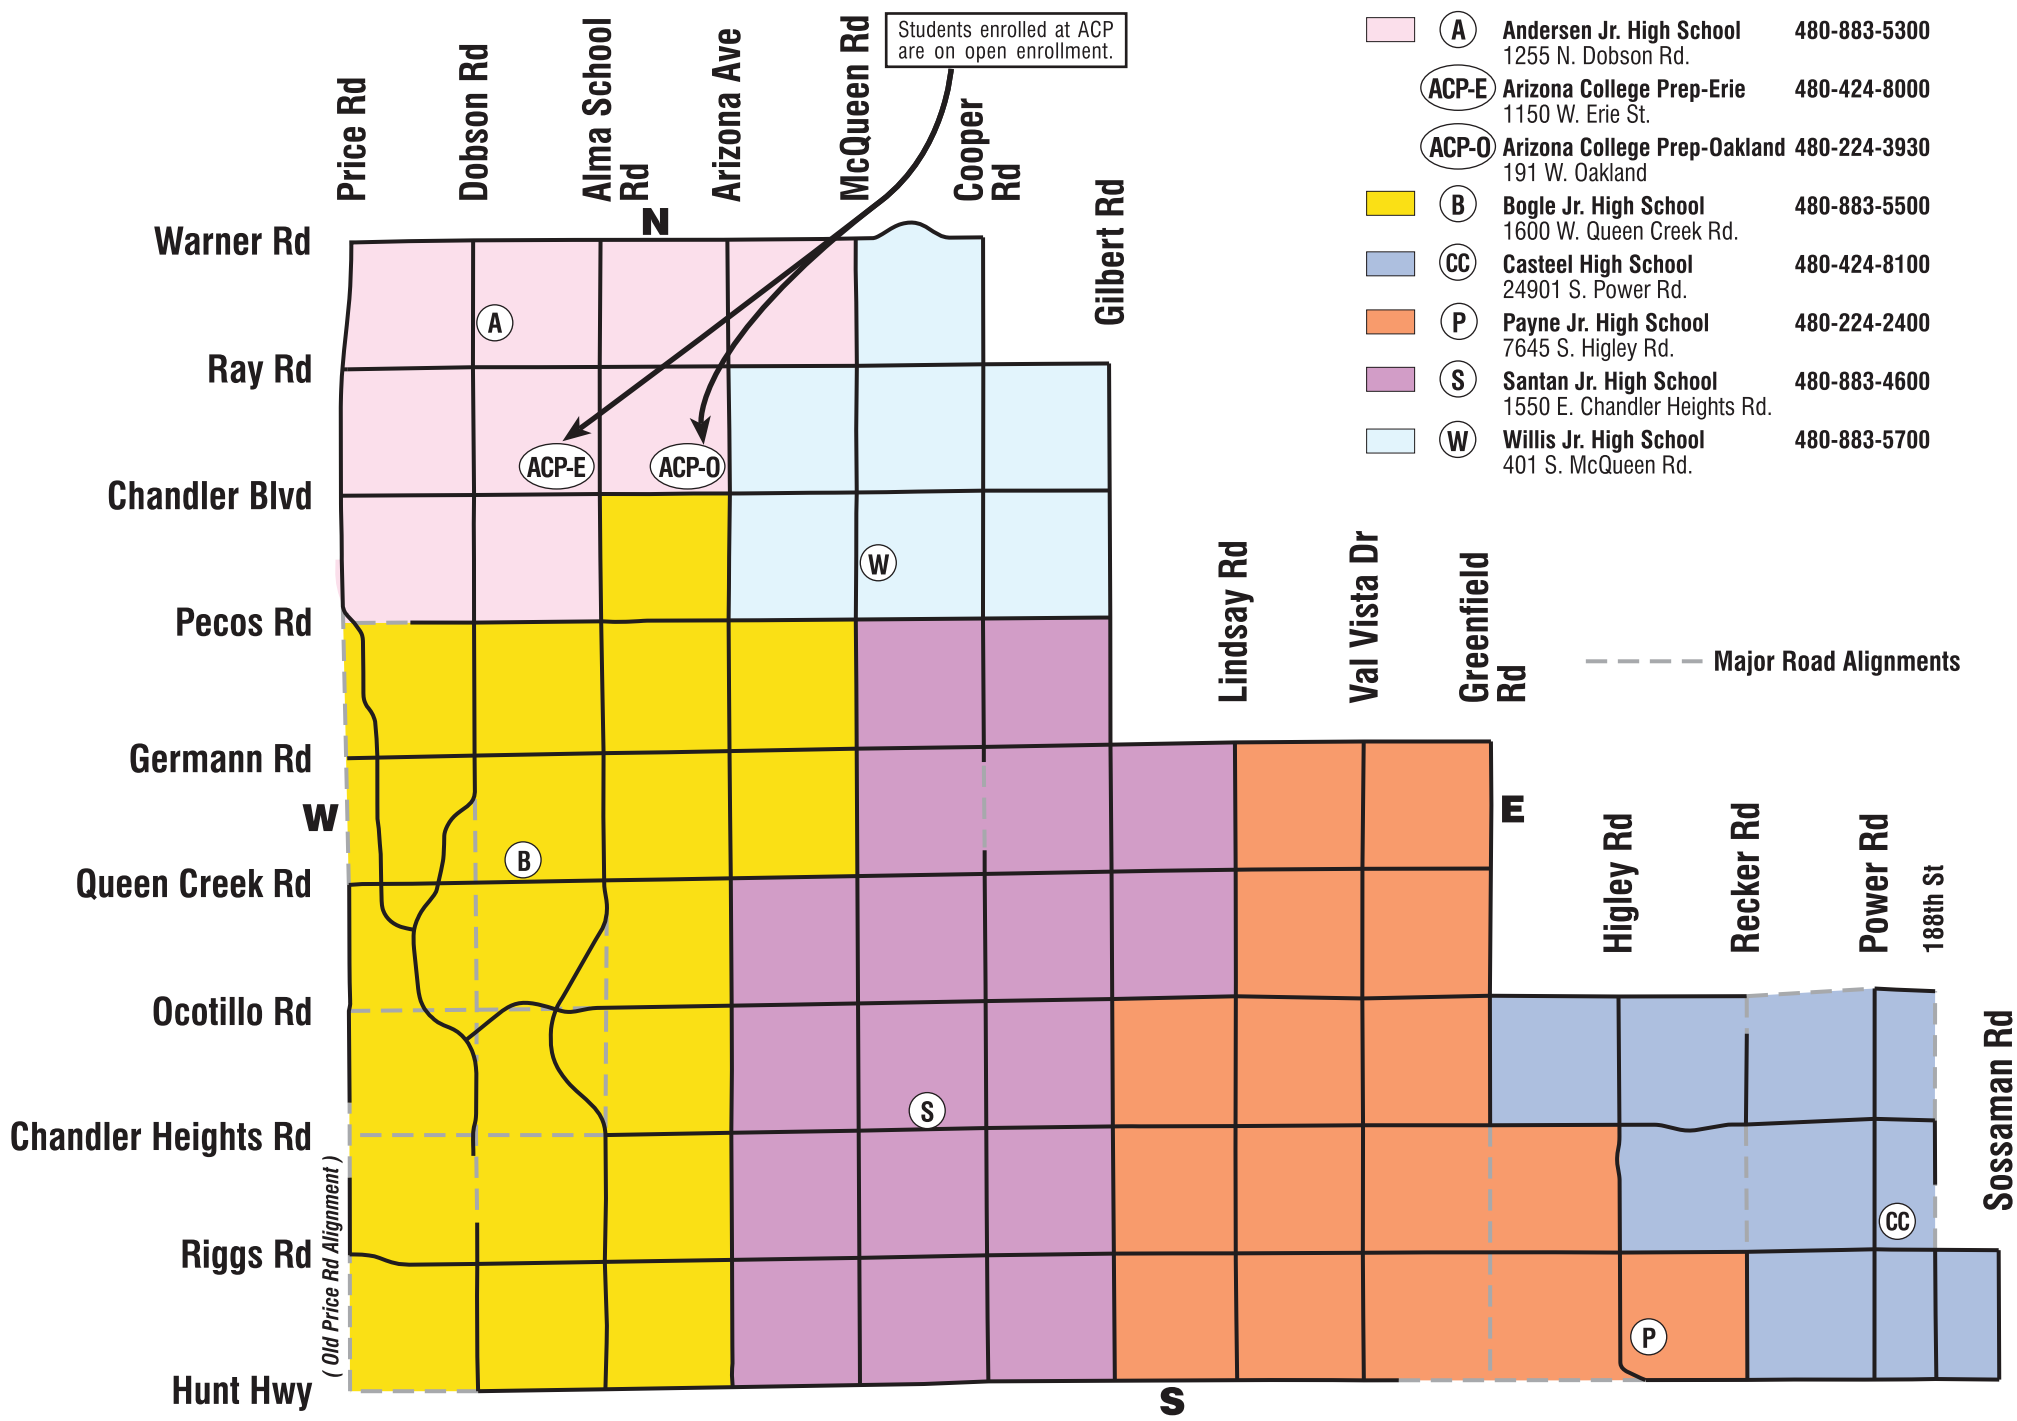 Students enrolled at ACP
are on open enrollment.
Price Rd
Dobson Rd
Alma School
Rd
Arizona Ave
McQueen Rd
Cooper
Rd
Gilbert Rd
Lindsay Rd
Val Vista Dr
Greenfield
Rd
Higley Rd
Recker Rd
Power Rd
188th St
Sossaman Rd
A Andersen Jr. High School 480-883-5300
1255 N. Dobson Rd.
ACP-E Arizona College Prep-Erie 480-424-8000
1150 W. Erie St.
ACP-O Arizona College Prep-Oakland 480-224-3930
191 W. Oakland
B Bogle Jr. High School 480-883-5500
1600 W. Queen Creek Rd.
CC Casteel High School 480-424-8100
24901 S. Power Rd.
P Payne Jr. High School 480-224-2400
7645 S. Higley Rd.
S Santan Jr. High School 480-883-4600
1550 E. Chandler Heights Rd.
W Willis Jr. High School 480-883-5700
401 S. McQueen Rd.
Major Road Alignments
N
Warner Rd
A
Ray Rd
ACP-E
ACP-O
Chandler Blvd
W
Pecos Rd
Germann Rd
W
E
B
Queen Creek Rd
Ocotillo Rd
S
Chandler Heights Rd
( Old Price Rd Alignment )
CC
Riggs Rd
P
Hunt Hwy
S